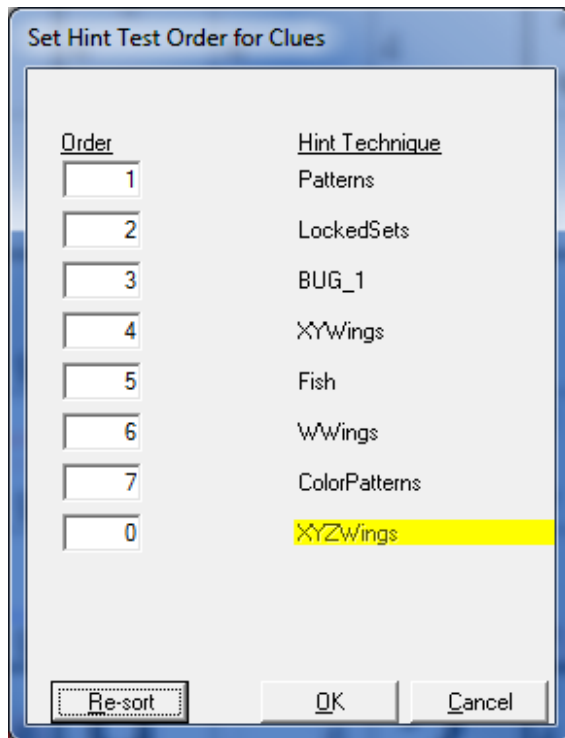 Set Hint Test Order for Clues
Order Hint Technique
1 Patterns
2 LockedSets
3 BUG_1
4 XYWings
5 Fish
6 WWings
7 ColorPatterns
0 XYZWings
Re-sort OK Cancel